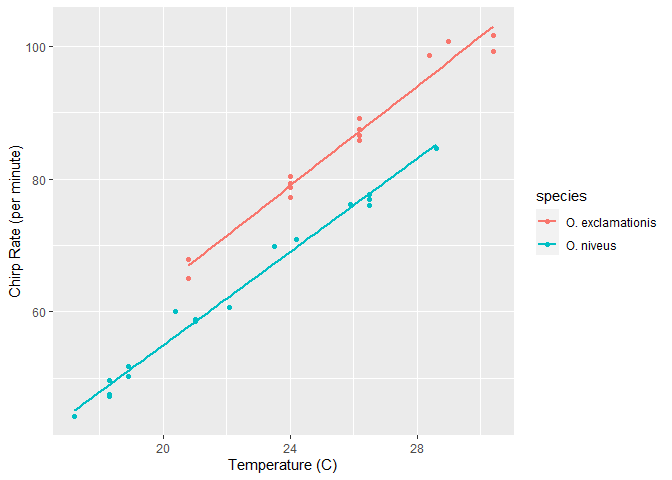 100
80
60
Chirp Rate (per minute)
20
24
28
Temperature (C)
species
O. exclamationis
O. niveus